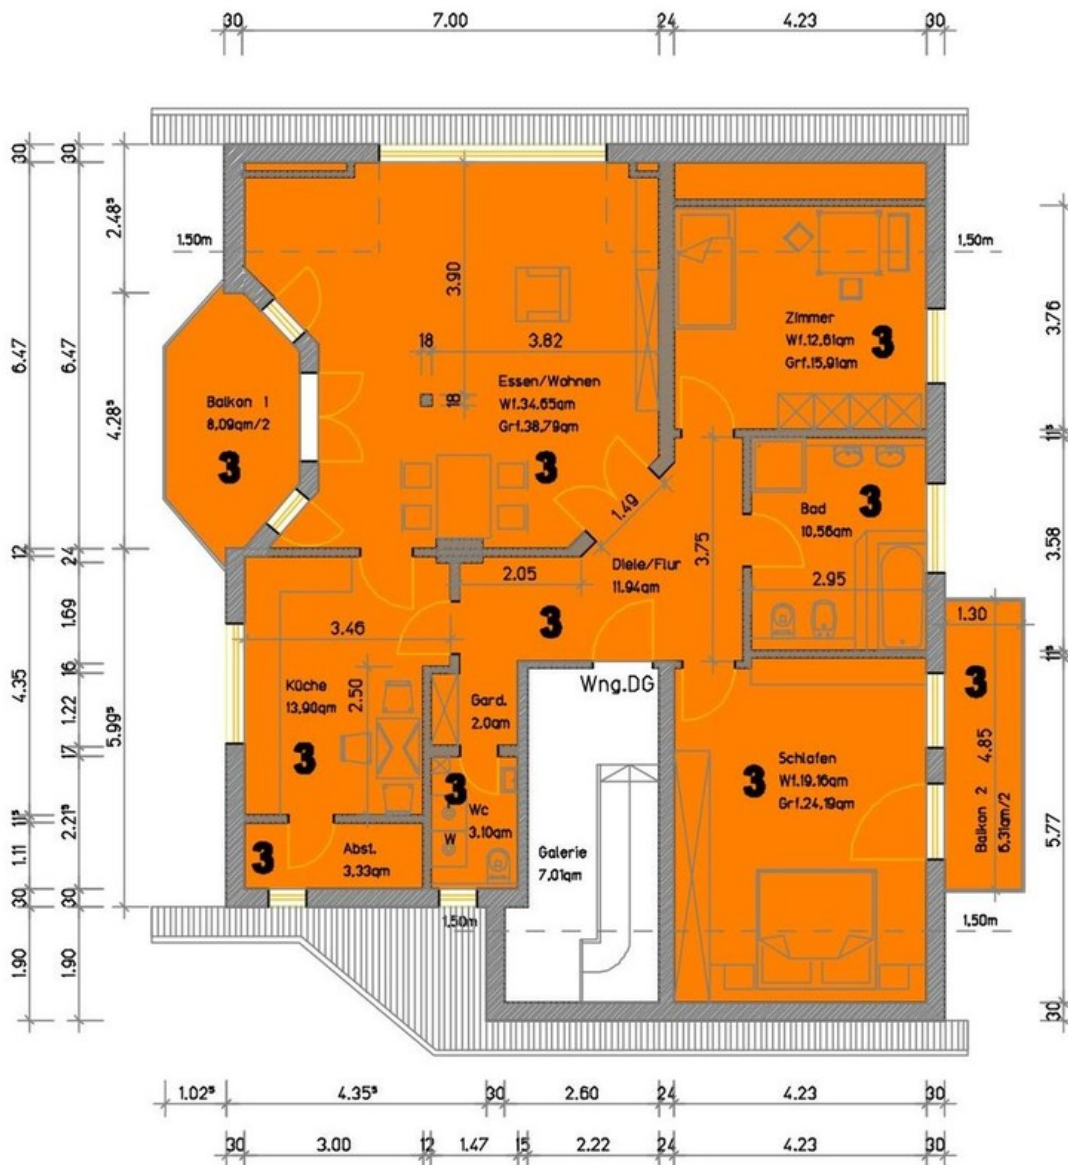 30 7.00 24 4.23 30
30 30
2.48⁵
1.50m 1.50m
3.90
6.47 6.47
4.28⁵
3.76
18 3.82
18
Zimmer
Wf.12,61qm
Grf.15,91qm
3
Essen/Wohnen
Wf.34.65qm
Grf.38,79qm
3
Balkon 1
8,09qm/2
3
11⁵
1.49
3.75
Bad
10,56qm
3
2.95
3.58
12 24
2.05
Diele/Flur
11.94qm
3
1.69
3.46
16
1.30
11⁵
Wng.DG
4.35
5.99⁵
1.22
Küche
13,90qm
3
2.50
Gard.
2.0qm
3
4.85
Balkon 2
6,31qm/2
17
3
Schlafen
Wf.19,16qm
Grf.24,19qm
3
Wc
3.10qm
W
5.77
11⁵ 2.21⁵
1.11
3
Abst.
3,33qm
Galerie
7,01qm
30 30
1,50m 1,50m
1.90 1.90
30
1.02⁵ 4.35⁵ 30 2.60 24 4.23 30
30 3.00 12 1.47 15 2.22 24 4.23 30